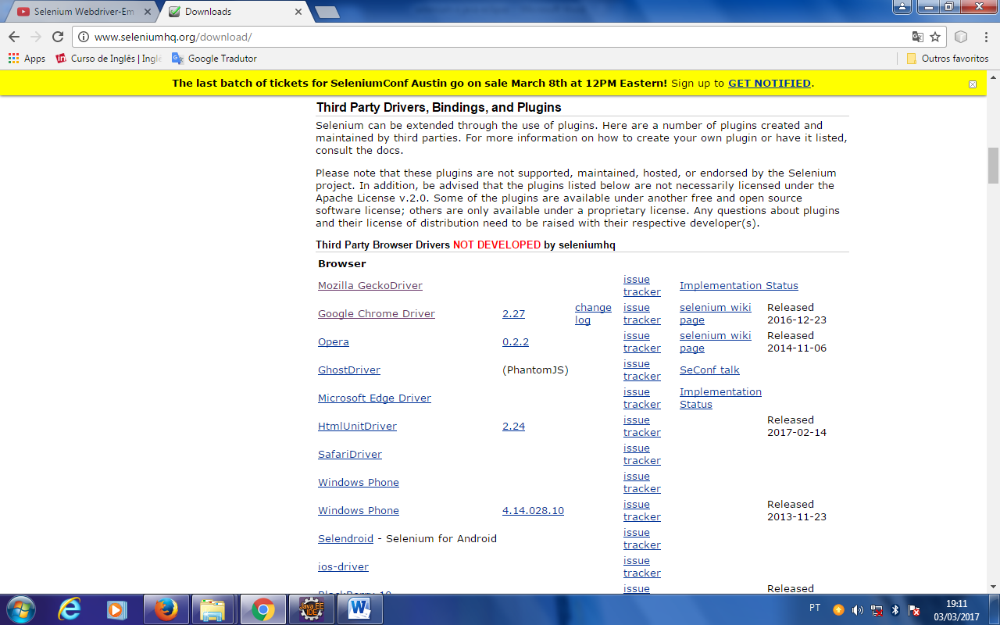 Selenium Webdriver-Em
Downloads
www.seleniumhq.org/download/
Apps
Curso de Inglês | Ingl
Google Tradutor
Outros favoritos
The last batch of tickets for SeleniumConf Austin go on sale March 8th at 12PM Eastern! Sign up to GET NOTIFIED.
Third Party Drivers, Bindings, and Plugins
Selenium can be extended through the use of plugins. Here are a number of plugins created and
maintained by third parties. For more information on how to create your own plugin or have it listed,
consult the docs.
Please note that these plugins are not supported, maintained, hosted, or endorsed by the Selenium
project. In addition, be advised that the plugins listed below are not necessarily licensed under the
Apache License v.2.0. Some of the plugins are available under another free and open source
software license; others are only available under a proprietary license. Any questions about plugins
and their license of distribution need to be raised with their respective developer(s).
Third Party Browser Drivers NOT DEVELOPED by seleniumhq
Browser
Mozilla GeckoDriver issue tracker Implementation Status
Google Chrome Driver 2.27 change log issue tracker selenium wiki page Released 2016-12-23
Opera 0.2.2 issue tracker selenium wiki page Released 2014-11-06
GhostDriver (PhantomJS) issue tracker SeConf talk
Microsoft Edge Driver issue tracker Implementation Status
HtmlUnitDriver 2.24 issue tracker Released 2017-02-14
SafariDriver issue tracker
Windows Phone issue tracker
Windows Phone 4.14.028.10 issue tracker Released 2013-11-23
Selendroid - Selenium for Android issue tracker
ios-driver issue tracker
BlackBerry 10 issue Released
Java EE
IDE
PT
19:11
03/03/2017